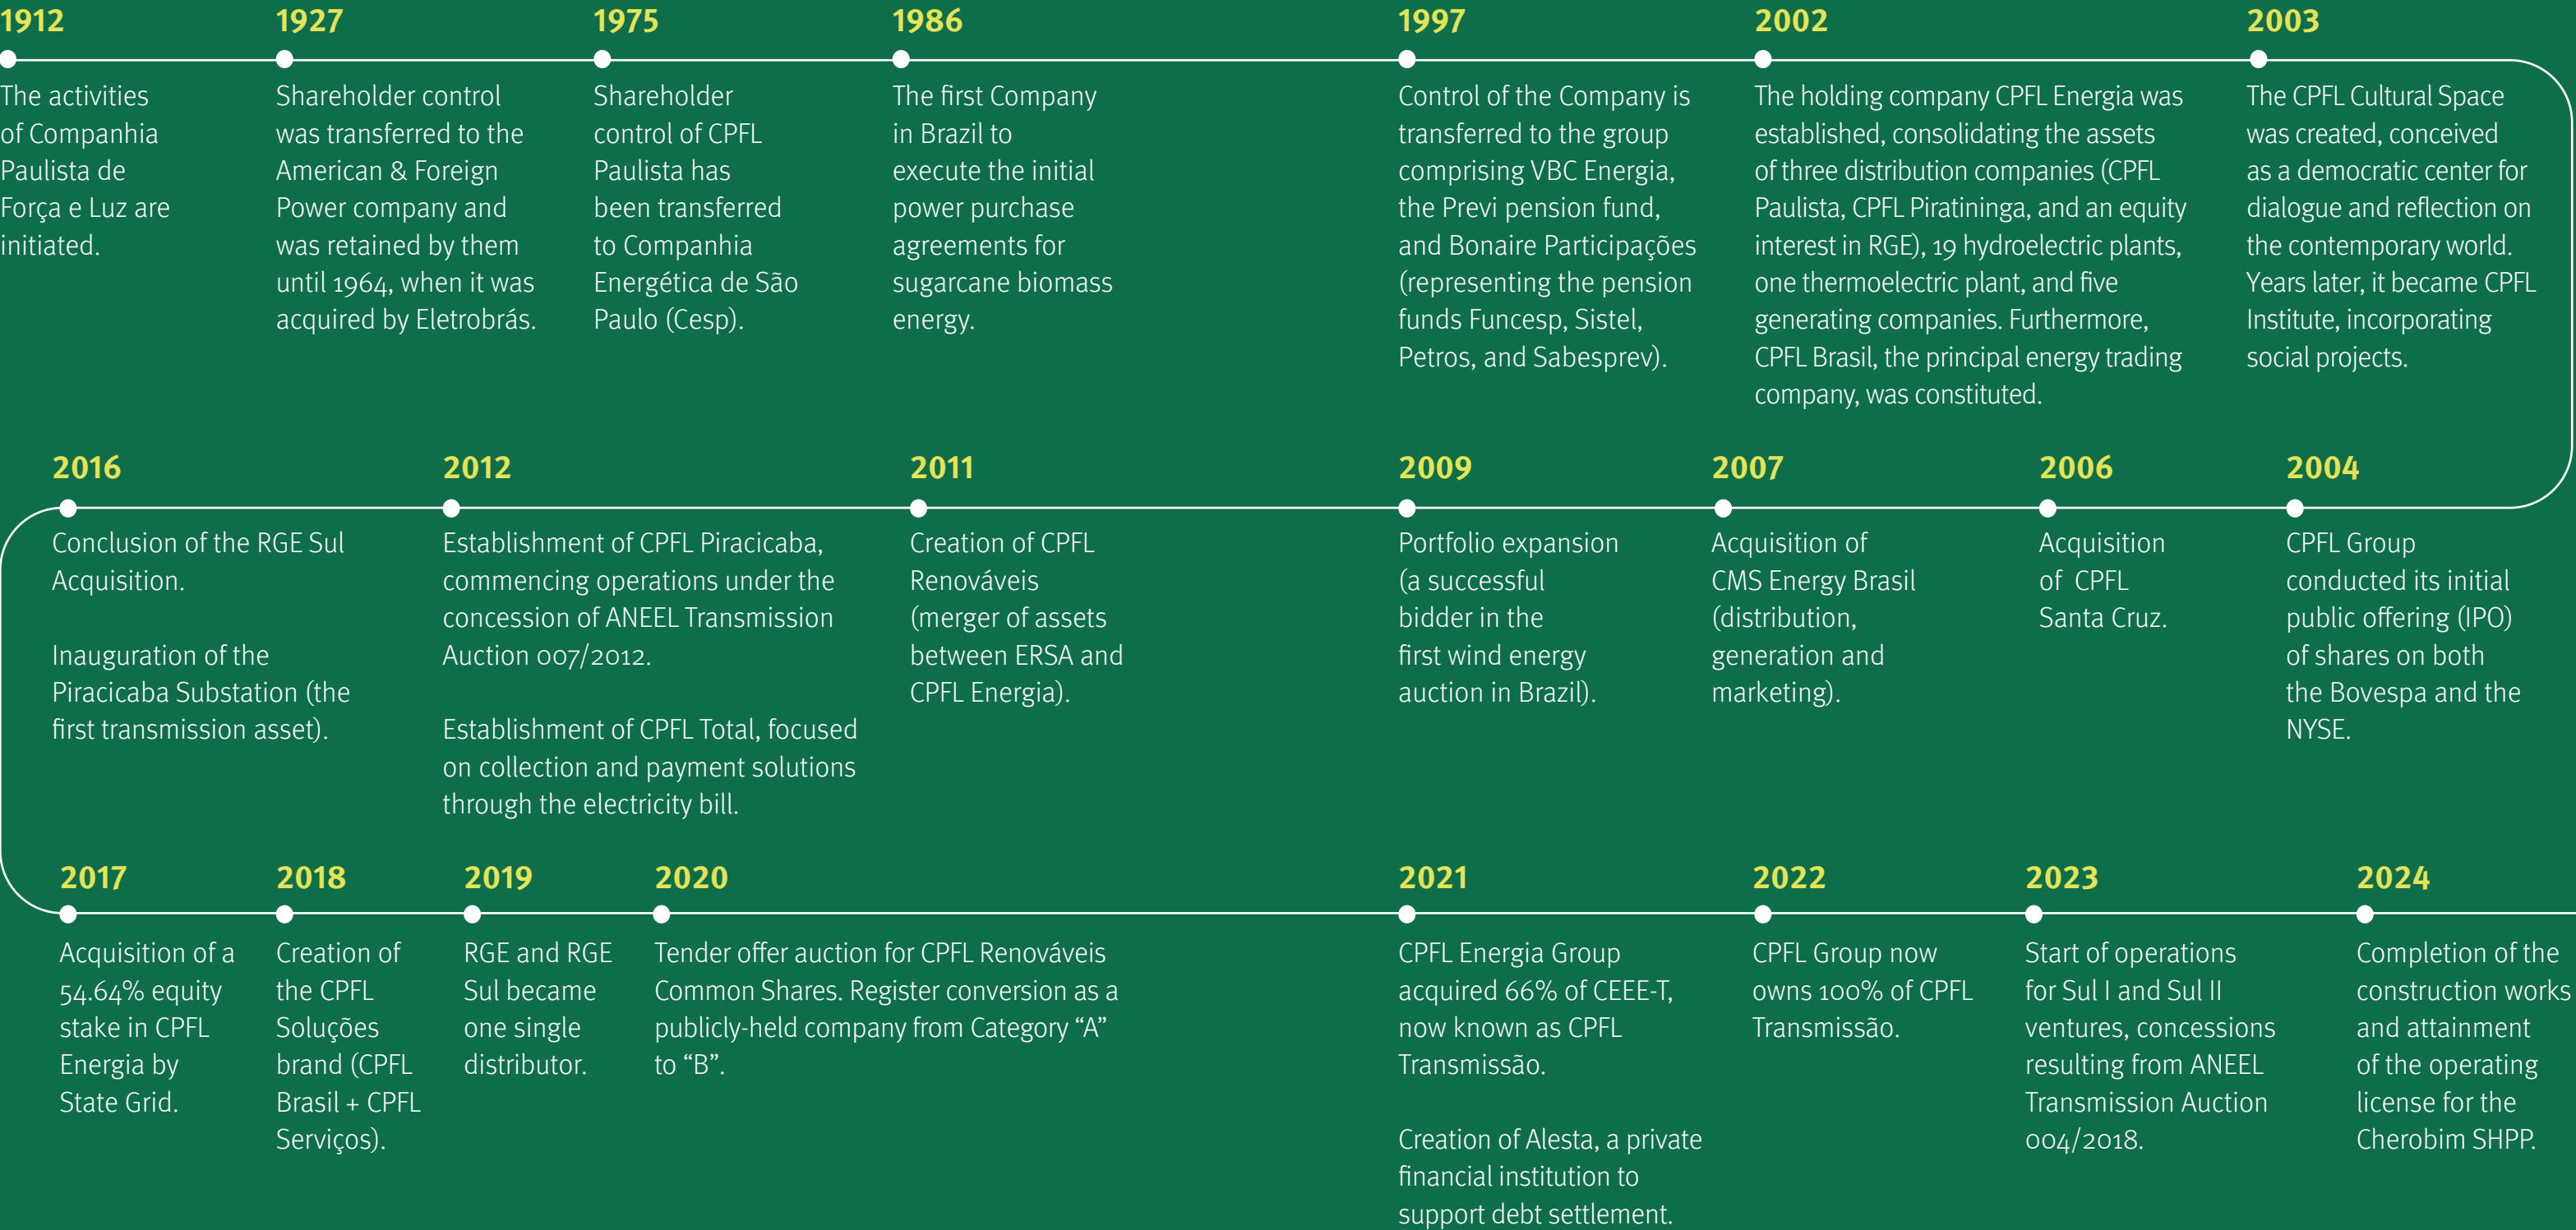 1912
The activities
of Companhia
Paulista de
Força e Luz are
initiated.
1927
Shareholder control
was transferred to the
American & Foreign
Power company and
was retained by them
until 1964, when it was
acquired by Eletrobrás.
1975
Shareholder
control of CPFL
Paulista has
been transferred
to Companhia
Energética de São
Paulo (Cesp).
1986
The first Company
in Brazil to
execute the initial
power purchase
agreements for
sugarcane biomass
energy.
1997
Control of the Company is
transferred to the group
comprising VBC Energia,
the Previ pension fund,
and Bonaire Participações
(representing the pension
funds Funcesp, Sistel,
Petros, and Sabesprev).
2002
The holding company CPFL Energia was
established, consolidating the assets
of three distribution companies (CPFL
Paulista, CPFL Piratininga, and an equity
interest in RGE), 19 hydroelectric plants,
one thermoelectric plant, and five
generating companies. Furthermore,
CPFL Brasil, the principal energy trading
company, was constituted.
2003
The CPFL Cultural Space
was created, conceived
as a democratic center for
dialogue and reflection on
the contemporary world.
Years later, it became CPFL
Institute, incorporating
social projects.
2004
CPFL Group
conducted its initial
public offering (IPO)
of shares on both
the Bovespa and the
NYSE.
2006
Acquisition
of CPFL
Santa Cruz.
2007
Acquisition of
CMS Energy Brasil
(distribution,
generation and
marketing).
2009
Portfolio expansion
(a successful
bidder in the
first wind energy
auction in Brazil).
2011
Creation of CPFL
Renováveis
(merger of assets
between ERSA and
CPFL Energia).
2012
Establishment of CPFL Piracicaba,
commencing operations under the
concession of ANEEL Transmission
Auction 007/2012.
Establishment of CPFL Total, focused
on collection and payment solutions
through the electricity bill.
2016
Conclusion of the RGE Sul
Acquisition.
Inauguration of the
Piracicaba Substation (the
first transmission asset).
2017
Acquisition of a
54.64% equity
stake in CPFL
Energia by
State Grid.
2018
Creation of
the CPFL
Soluções
brand (CPFL
Brasil + CPFL
Serviços).
2019
RGE and RGE
Sul became
one single
distributor.
2020
Tender offer auction for CPFL Renováveis
Common Shares. Register conversion as a
publicly-held company from Category “A”
to “B”.
2021
CPFL Energia Group
acquired 66% of CEEE-T,
now known as CPFL
Transmissão.
Creation of Alesta, a private
financial institution to
support debt settlement.
2022
CPFL Group now
owns 100% of CPFL
Transmissão.
2023
Start of operations
for Sul I and Sul II
ventures, concessions
resulting from ANEEL
Transmission Auction
004/2018.
2024
Completion of the
construction works
and attainment
of the operating
license for the
Cherobim SHPP.